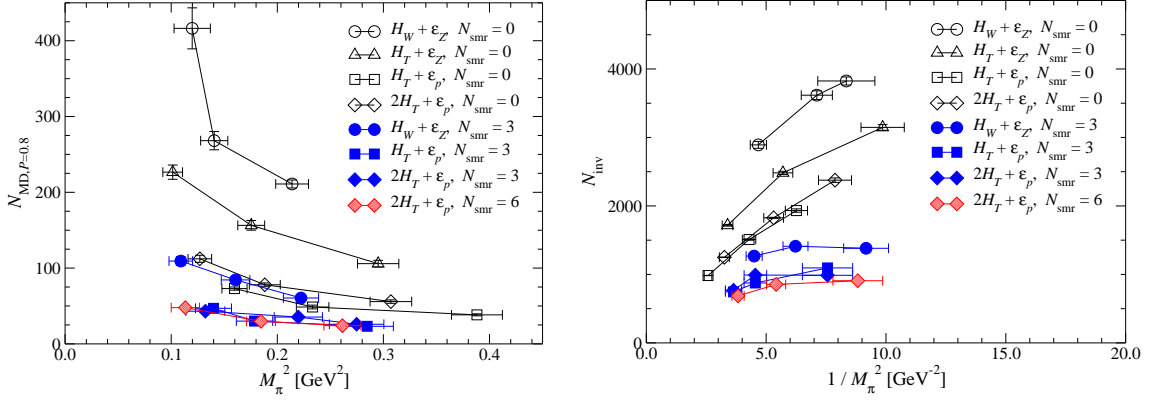 400
300
200
100
0
N_MD,P=0.8
0.0 0.1 0.2 0.3 0.4
M_π^2 [GeV^2]
H_W + ε_Z, N_smr = 0
H_T + ε_Z, N_smr = 0
H_T + ε_p, N_smr = 0
2H_T + ε_p, N_smr = 0
H_W + ε_Z, N_smr = 3
H_T + ε_p, N_smr = 3
2H_T + ε_p, N_smr = 3
2H_T + ε_p, N_smr = 6
4000
2000
0
N_inv
0.0 5.0 10.0 15.0 20.0
1 / M_π^2 [GeV^-2]
H_W + ε_Z, N_smr = 0
H_T + ε_Z, N_smr = 0
H_T + ε_p, N_smr = 0
2H_T + ε_p, N_smr = 0
H_W + ε_Z, N_smr = 3
H_T + ε_p, N_smr = 3
2H_T + ε_p, N_smr = 3
2H_T + ε_p, N_smr = 6